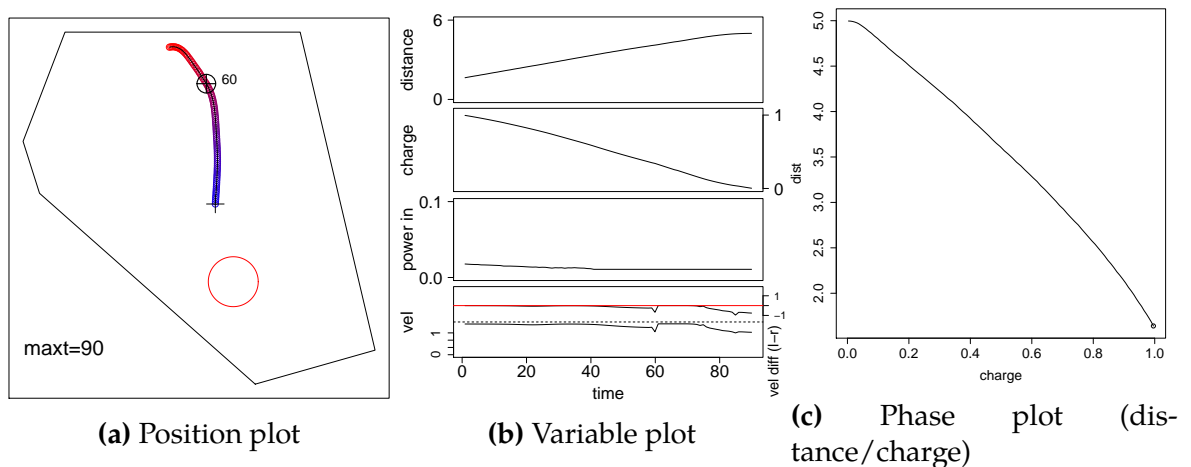 60
maxt=90
(a) Position plot
6
distance
0
charge
1
0
0.1
power in
0.0
vel
1
0
1
−1
vel diff (l−r)
0 20 40 60 80
time
(b) Variable plot
dist
5.0
4.5
4.0
3.5
3.0
2.5
2.0
0.0 0.2 0.4 0.6 0.8 1.0
charge
(c) Phase plot (dis-
tance/charge)